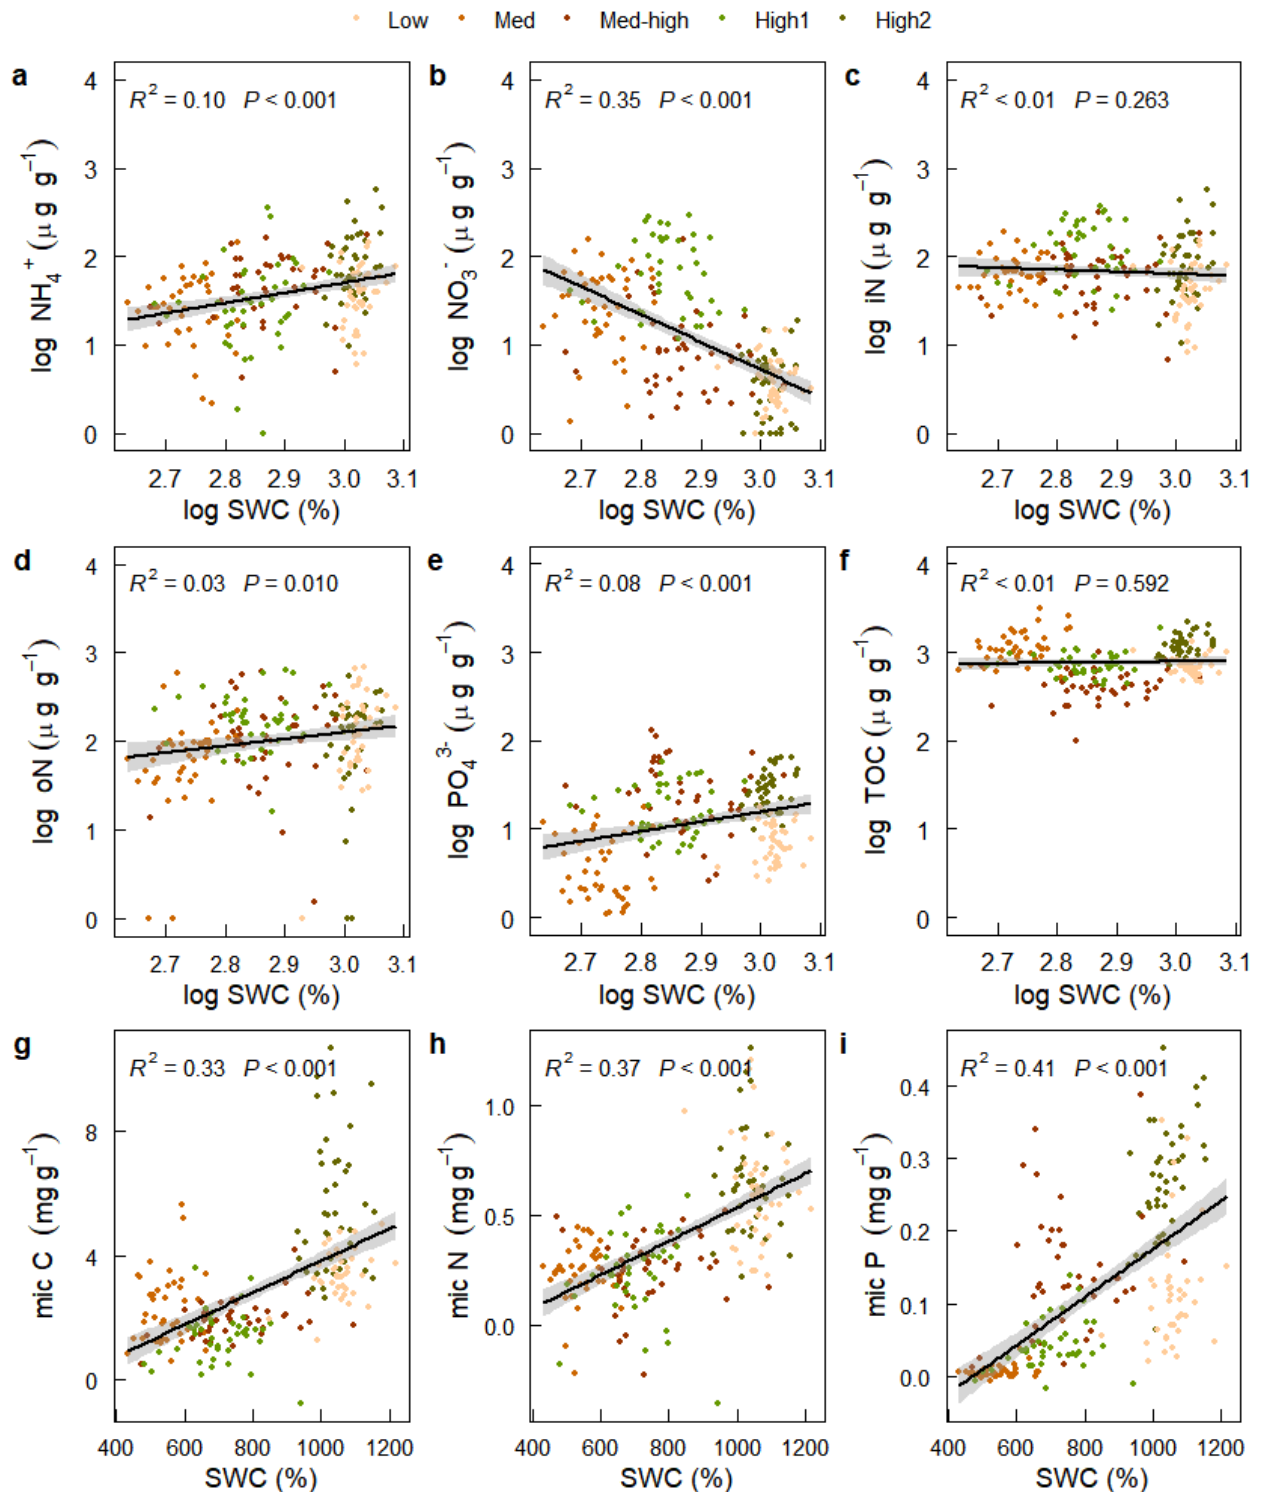 Low Med Med-high High1 High2
a b c
R² = 0.10 P < 0.001 R² = 0.35 P < 0.001 R² < 0.01 P = 0.263
log NH₄⁺ (μg g⁻¹) log NO₃⁻ (μg g⁻¹) log iN (μg g⁻¹)
4 4 4
3 3 3
2 2 2
1 1 1
0 0 0
2.7 2.8 2.9 3.0 3.1 2.7 2.8 2.9 3.0 3.1 2.7 2.8 2.9 3.0 3.1
log SWC (%) log SWC (%) log SWC (%)
d e f
R² = 0.03 P = 0.010 R² = 0.08 P < 0.001 R² < 0.01 P = 0.592
log oN (μg g⁻¹) log PO₄³⁻ (μg g⁻¹) log TOC (μg g⁻¹)
4 4 4
3 3 3
2 2 2
1 1 1
0 0 0
2.7 2.8 2.9 3.0 3.1 2.7 2.8 2.9 3.0 3.1 2.7 2.8 2.9 3.0 3.1
log SWC (%) log SWC (%) log SWC (%)
g h i
R² = 0.33 P < 0.001 R² = 0.37 P < 0.001 R² = 0.41 P < 0.001
mic C (mg g⁻¹) mic N (mg g⁻¹) mic P (mg g⁻¹)
8 1.0 0.4
0.3
4 0.5 0.2
0.1
0 0.0 0.0
400 600 800 1000 1200 400 600 800 1000 1200 400 600 800 1000 1200
SWC (%) SWC (%) SWC (%)